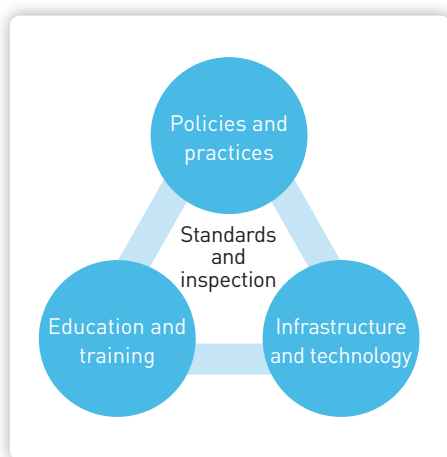 Policies and
practices
Standards
and
inspection
Education and
training
Infrastructure
and technology